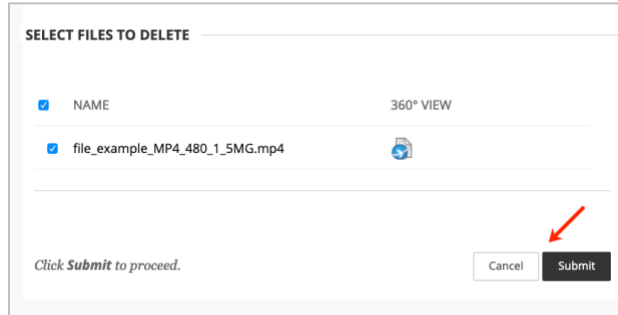 SELECT FILES TO DELETE
NAME 360° VIEW
file_example_MP4_480_1_5MG.mp4
Click Submit to proceed.
Cancel Submit